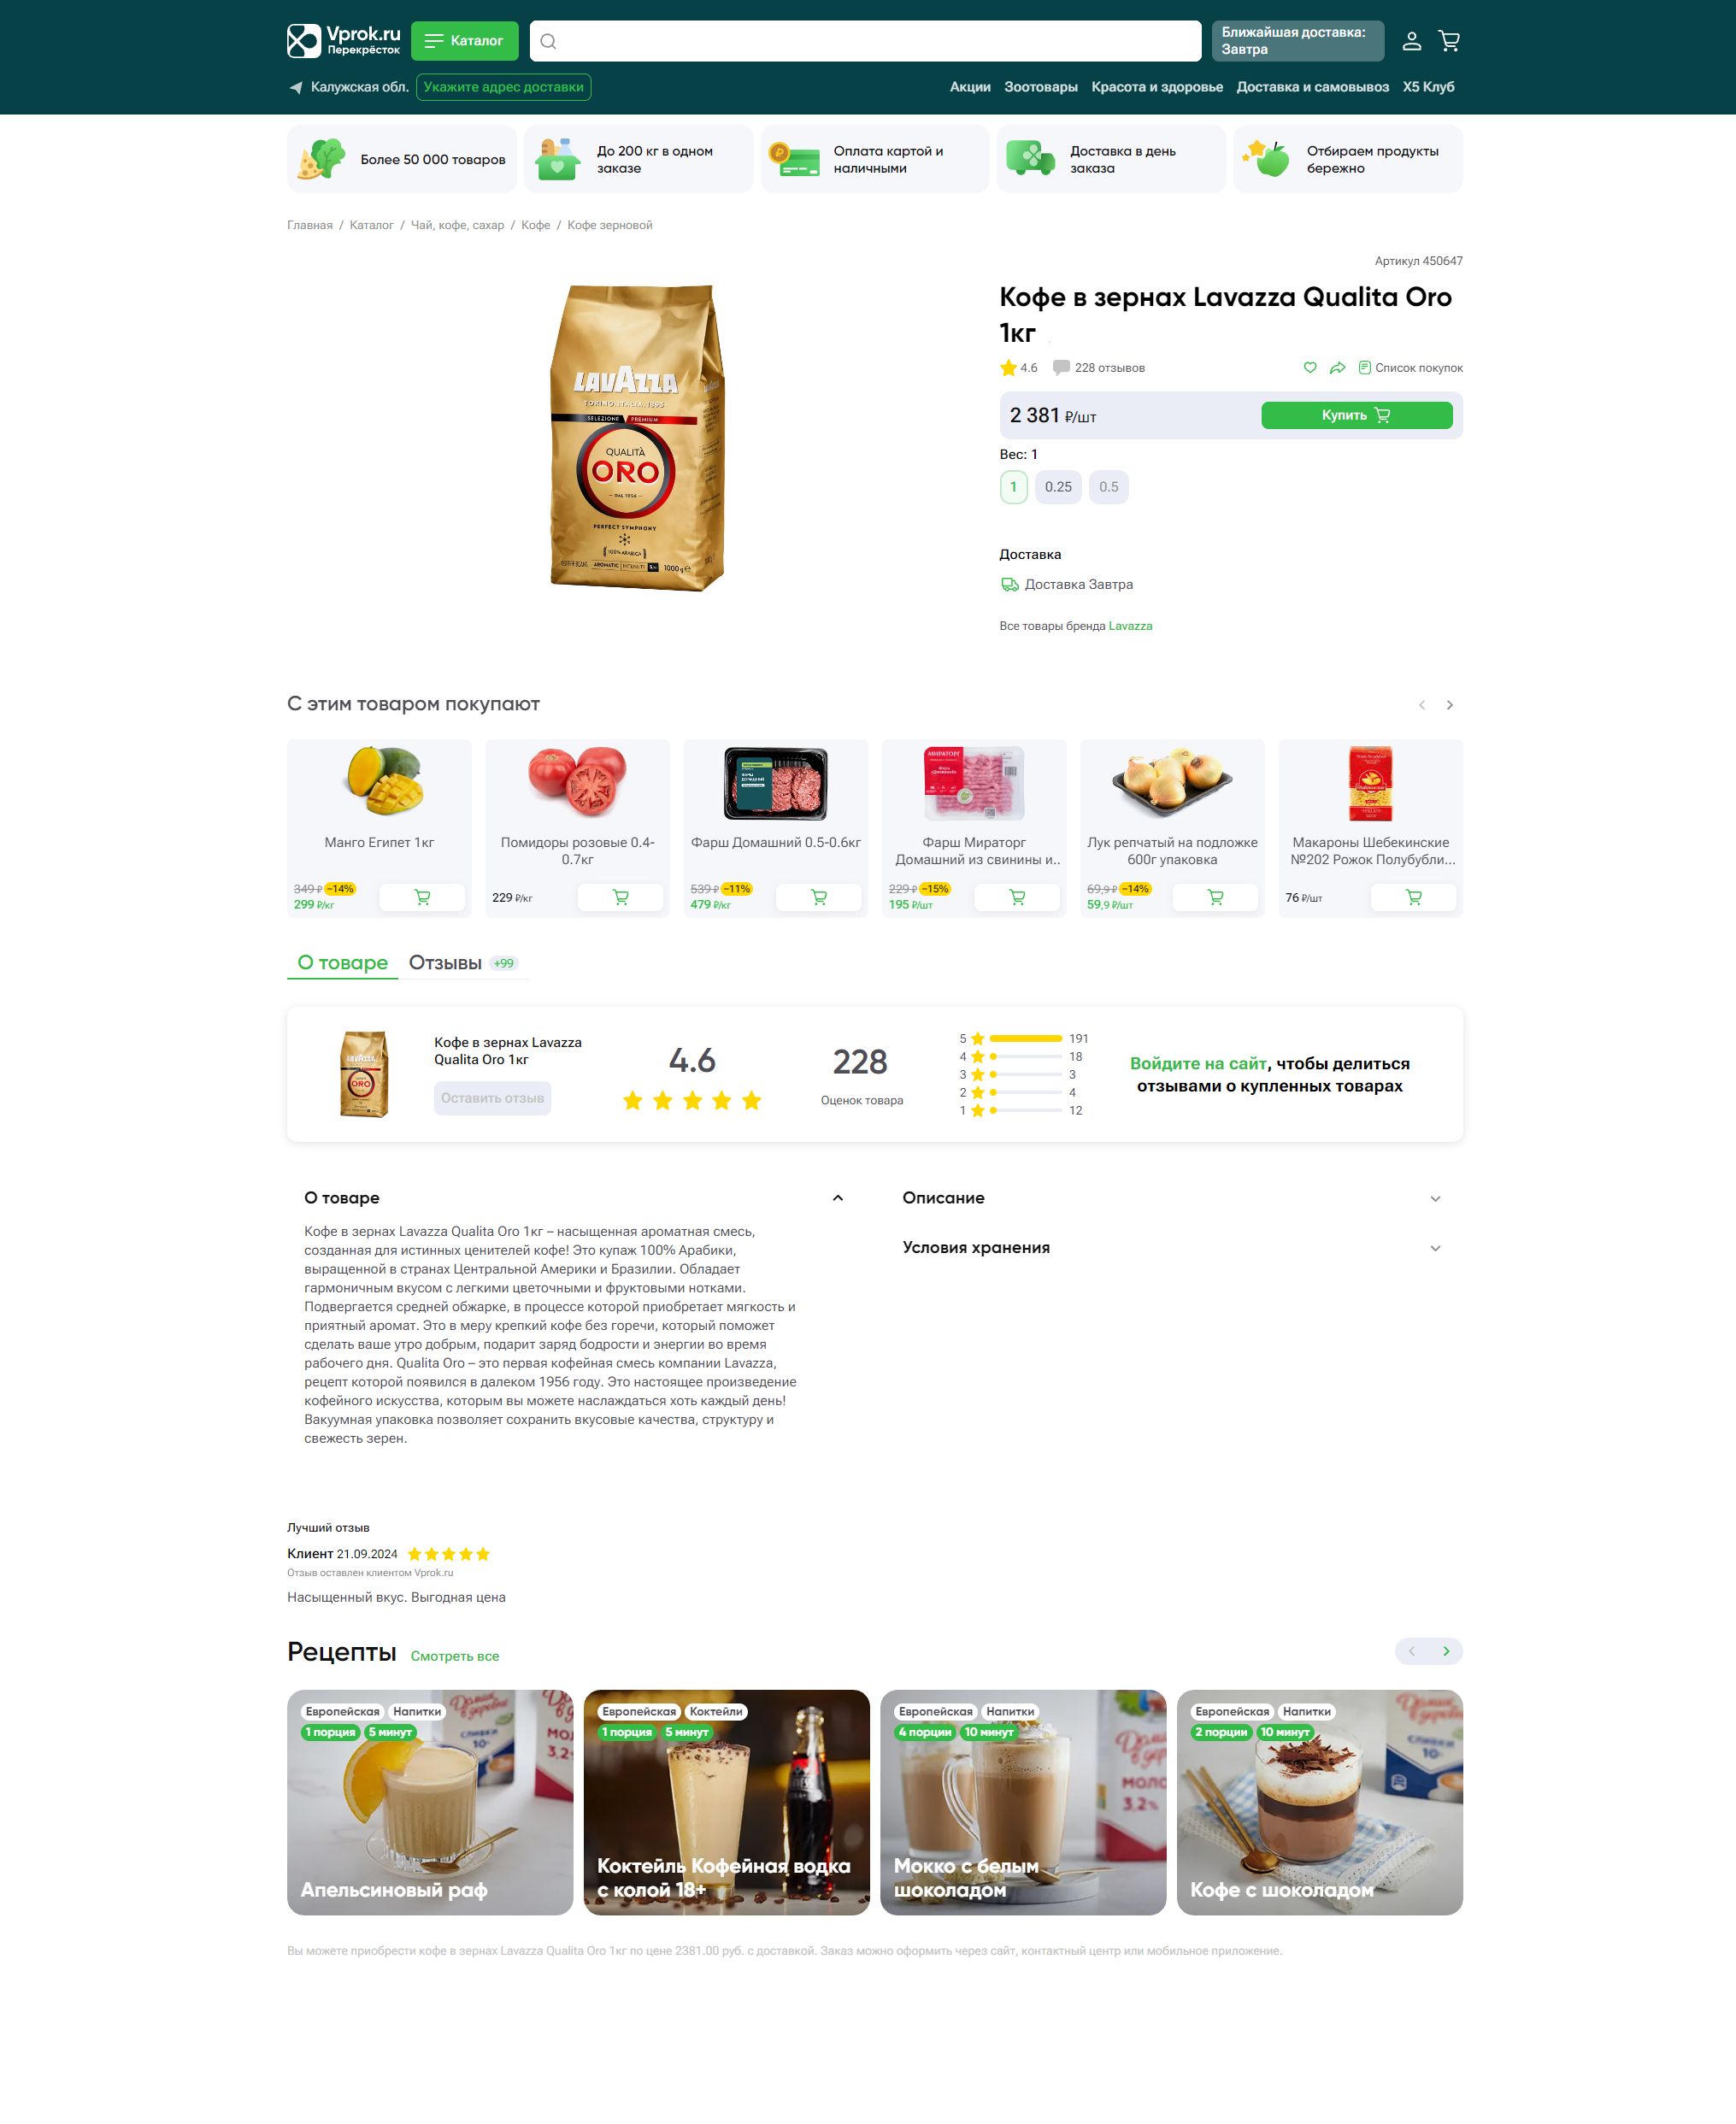 Vprok.ru
Перекрёсток
Каталог
Ближайшая доставка:
Завтра
Калужская обл.
Укажите адрес доставки
Акции
Зоотовары
Красота и здоровье
Доставка и самовывоз
Х5 Клуб
Более 50 000 товаров
До 200 кг в одном
заказе
Оплата картой и
наличными
Доставка в день
заказа
Отбираем продукты
бережно
Главная / Каталог / Чай, кофе, сахар / Кофе / Кофе зерновой
Артикул 450647
LAVAZZA
TORINO, ITALIA, 1895
SELEZIONE PREMIUM
QUALITÀ
ORO
DAL 1956
PERFECT SYMPHONY
100% ARABICA
AROMATIC INTENSITY
1000 g e
Кофе в зернах Lavazza Qualita Oro
1кг
4.6
228 отзывов
Список покупок
2 381 ₽/шт
Купить
Вес: 1
1
0.25
0.5
Доставка
Доставка Завтра
Все товары бренда Lavazza
С этим товаром покупают
Манго Египет 1кг
349 ₽ −14%
299 ₽/кг
Помидоры розовые 0.4-
0.7кг
229 ₽/кг
Фарш Домашний 0.5-0.6кг
539 ₽ −11%
479 ₽/кг
МИРАТОРГ
Фарш Мираторг
Домашний из свинины и..
229 ₽ −15%
195 ₽/шт
Лук репчатый на подложке
600г упаковка
69,9 ₽ −14%
59,9 ₽/шт
Макароны Шебекинские
№202 Рожок Полубубли...
76 ₽/шт
О товаре
Отзывы +99
LAVAZZA
ORO
Кофе в зернах Lavazza
Qualita Oro 1кг
Оставить отзыв
4.6
228
Оценок товара
5 191
4 18
3 3
2 4
1 12
Войдите на сайт, чтобы делиться
отзывами о купленных товарах
О товаре
Кофе в зернах Lavazza Qualita Oro 1кг – насыщенная ароматная смесь,
созданная для истинных ценителей кофе! Это купаж 100% Арабики,
выращенной в странах Центральной Америки и Бразилии. Обладает
гармоничным вкусом с легкими цветочными и фруктовыми нотками.
Подвергается средней обжарке, в процессе которой приобретает мягкость и
приятный аромат. Это в меру крепкий кофе без горечи, который поможет
сделать ваше утро добрым, подарит заряд бодрости и энергии во время
рабочего дня. Qualita Oro – это первая кофейная смесь компании Lavazza,
рецепт которой появился в далеком 1956 году. Это настоящее произведение
кофейного искусства, которым вы можете наслаждаться хоть каждый день!
Вакуумная упаковка позволяет сохранить вкусовые качества, структуру и
свежесть зерен.
Описание
Условия хранения
Лучший отзыв
Клиент 21.09.2024
Отзыв оставлен клиентом Vprok.ru
Насыщенный вкус. Выгодная цена
Рецепты
Смотреть все
Европейская Напитки
1 порция 5 минут
Апельсиновый раф
Европейская Коктейли
1 порция 5 минут
Коктейль Кофейная водка
с колой 18+
Европейская Напитки
4 порции 10 минут
3,2%
Мокко с белым
шоколадом
Европейская Напитки
2 порции 10 минут
Кофе с шоколадом
Вы можете приобрести кофе в зернах Lavazza Qualita Oro 1кг по цене 2381.00 руб. с доставкой. Заказ можно оформить через сайт, контактный центр или мобильное приложение.